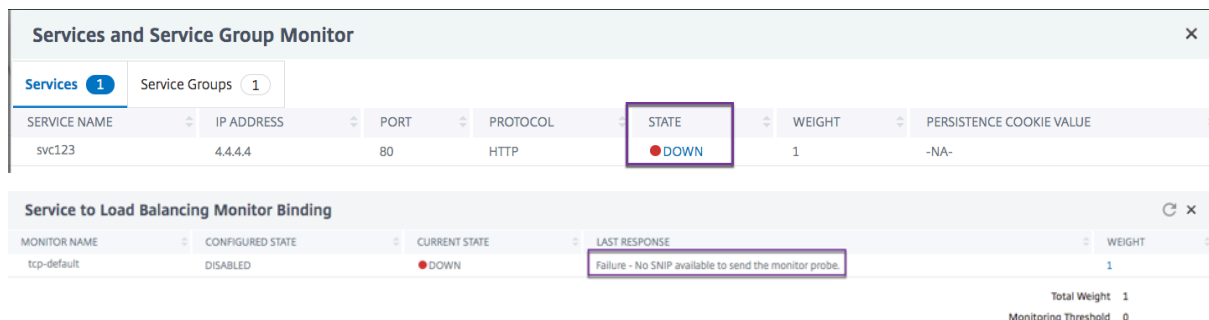 Services and Service Group Monitor ×
Services 1 Service Groups 1
SERVICE NAME IP ADDRESS PORT PROTOCOL STATE WEIGHT PERSISTENCE COOKIE VALUE
svc123 4.4.4.4 80 HTTP DOWN 1 -NA-
Service to Load Balancing Monitor Binding ×
MONITOR NAME CONFIGURED STATE CURRENT STATE LAST RESPONSE WEIGHT
tcp-default DISABLED DOWN Failure - No SNIP available to send the monitor probe. 1
Total Weight 1
Monitoring Threshold 0